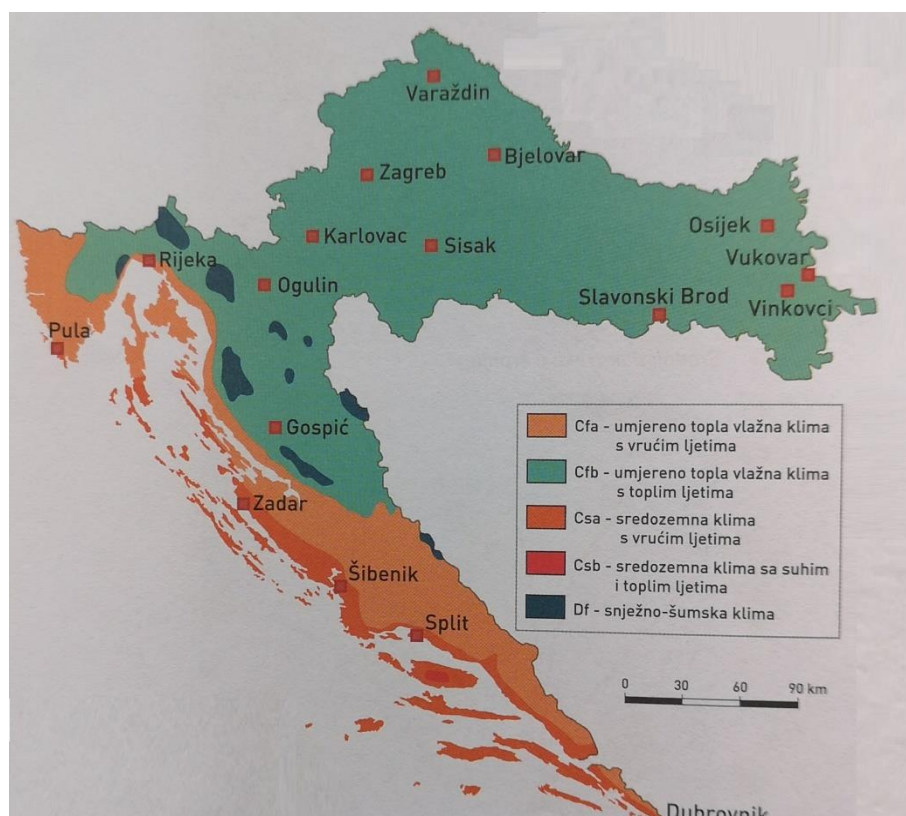 Varaždin
Bjelovar
Zagreb
Osijek
Karlovac
Sisak
Vukovar
Rijeka
Ogulin
Slavonski Brod
Vinkovci
Pula
Gospić
Zadar
Šibenik
Split
Dubrovnik
Cfa - umjereno topla vlažna klima
s vrućim ljetima
Cfb - umjereno topla vlažna klima
s toplim ljetima
Csa - sredozemna klima
s vrućim ljetima
Csb - sredozemna klima sa suhim
i toplim ljetima
Df - snježno-šumska klima
0 30 60 90 km